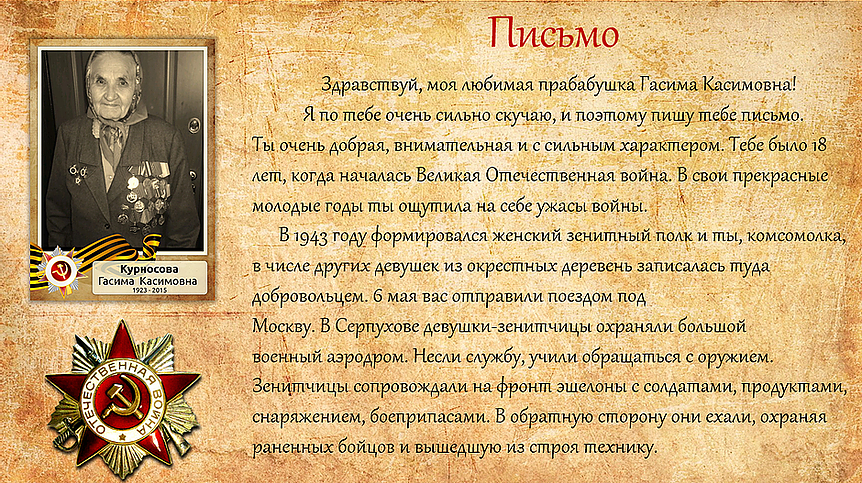 Письмо
Здравствуй, моя любимая прабабушка Гасима Касимовна!
Я по тебе очень сильно скучаю, и поэтому пишу тебе письмо.
Ты очень добрая, внимательная и с сильным характером. Тебе было 18
лет, когда началась Великая Отечественная война. В свои прекрасные
молодые годы ты ощутила на себе ужасы войны.
В 1943 году формировался женский зенитный полк и ты, комсомолка,
в числе других девушек из окрестных деревень записалась туда
добровольцем. 6 мая вас отправили поездом под
Москву. В Серпухове девушки-зенитчицы охраняли большой
военный аэродром. Несли службу, учили обращаться с оружием.
Зенитчицы сопровождали на фронт эшелоны с солдатами, продуктами,
снаряжением, боеприпасами. В обратную сторону они ехали, охраняя
раненных бойцов и вышедшую из строя технику.
Курносова
Гасима Касимовна
1923 - 2015
ОТЕЧЕСТВЕННАЯ ВОЙНА